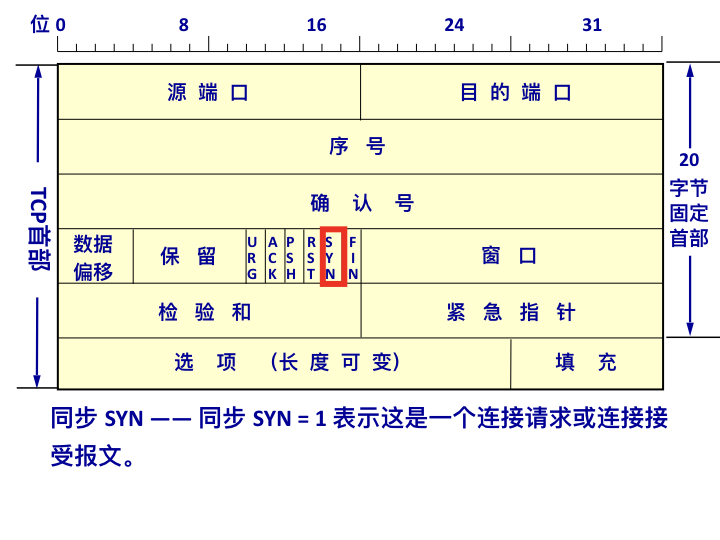 位 0 8 16 24 31
源 端 口 目 的 端 口
序 号
确 认 号
数据
偏移
保 留
URG
ACK
PSH
RST
SYN
FIN
窗 口
检 验 和 紧 急 指 针
选 项 （长 度 可 变） 填 充
TCP首部
20
字节
固定
首部
同步 SYN —— 同步 SYN = 1 表示这是一个连接请求或连接接
受报文。